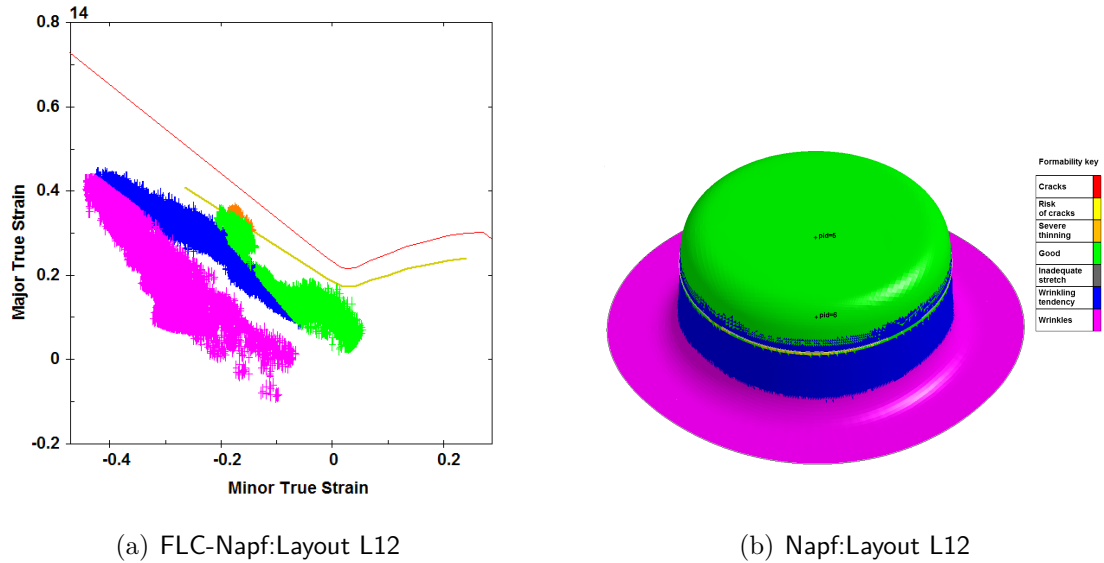 14
0.8
0.6
0.4
0.2
0
-0.2
-0.4
-0.2
0
0.2
Major True Strain
Minor True Strain
(a) FLC-Napf:Layout L12
pid=5
pid=6
Formability key
Cracks
Risk
of cracks
Severe
thinning
Good
Inadequate
stretch
Wrinkling
tendency
Wrinkles
(b) Napf:Layout L12